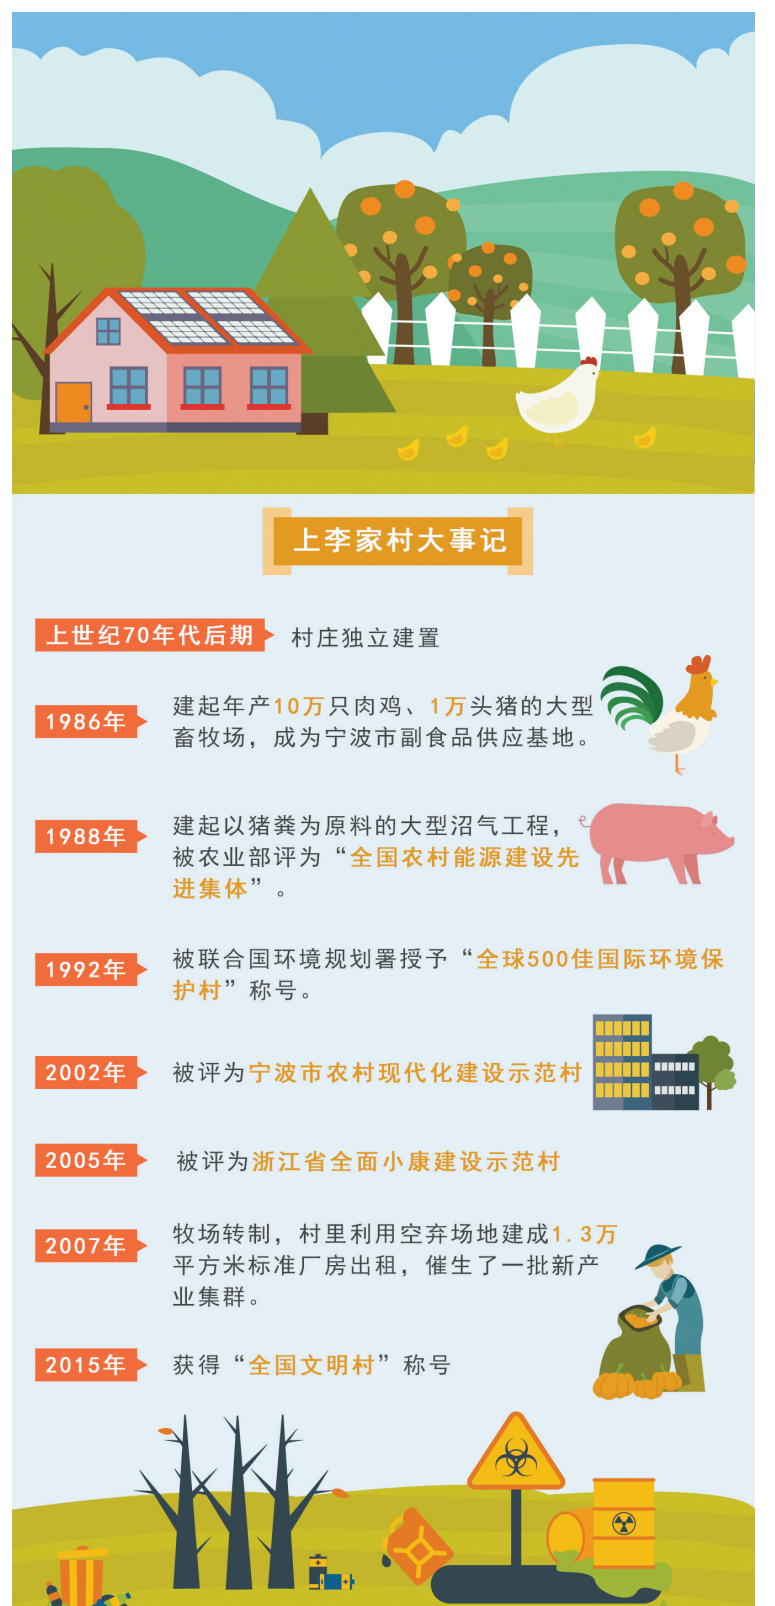 上李家村大事记
上世纪70年代后期
村庄独立建置
1986年
建起年产10万只肉鸡、1万头猪的大型
畜牧场，成为宁波市副食品供应基地。
1988年
建起以猪粪为原料的大型沼气工程，
被农业部评为“全国农村能源建设先
进集体”。
1992年
被联合国环境规划署授予“全球500佳国际环境保
护村”称号。
2002年
被评为宁波市农村现代化建设示范村
2005年
被评为浙江省全面小康建设示范村
2007年
牧场转制，村里利用空弃场地建成1.3万
平方米标准厂房出租，催生了一批新产
业集群。
2015年
获得“全国文明村”称号